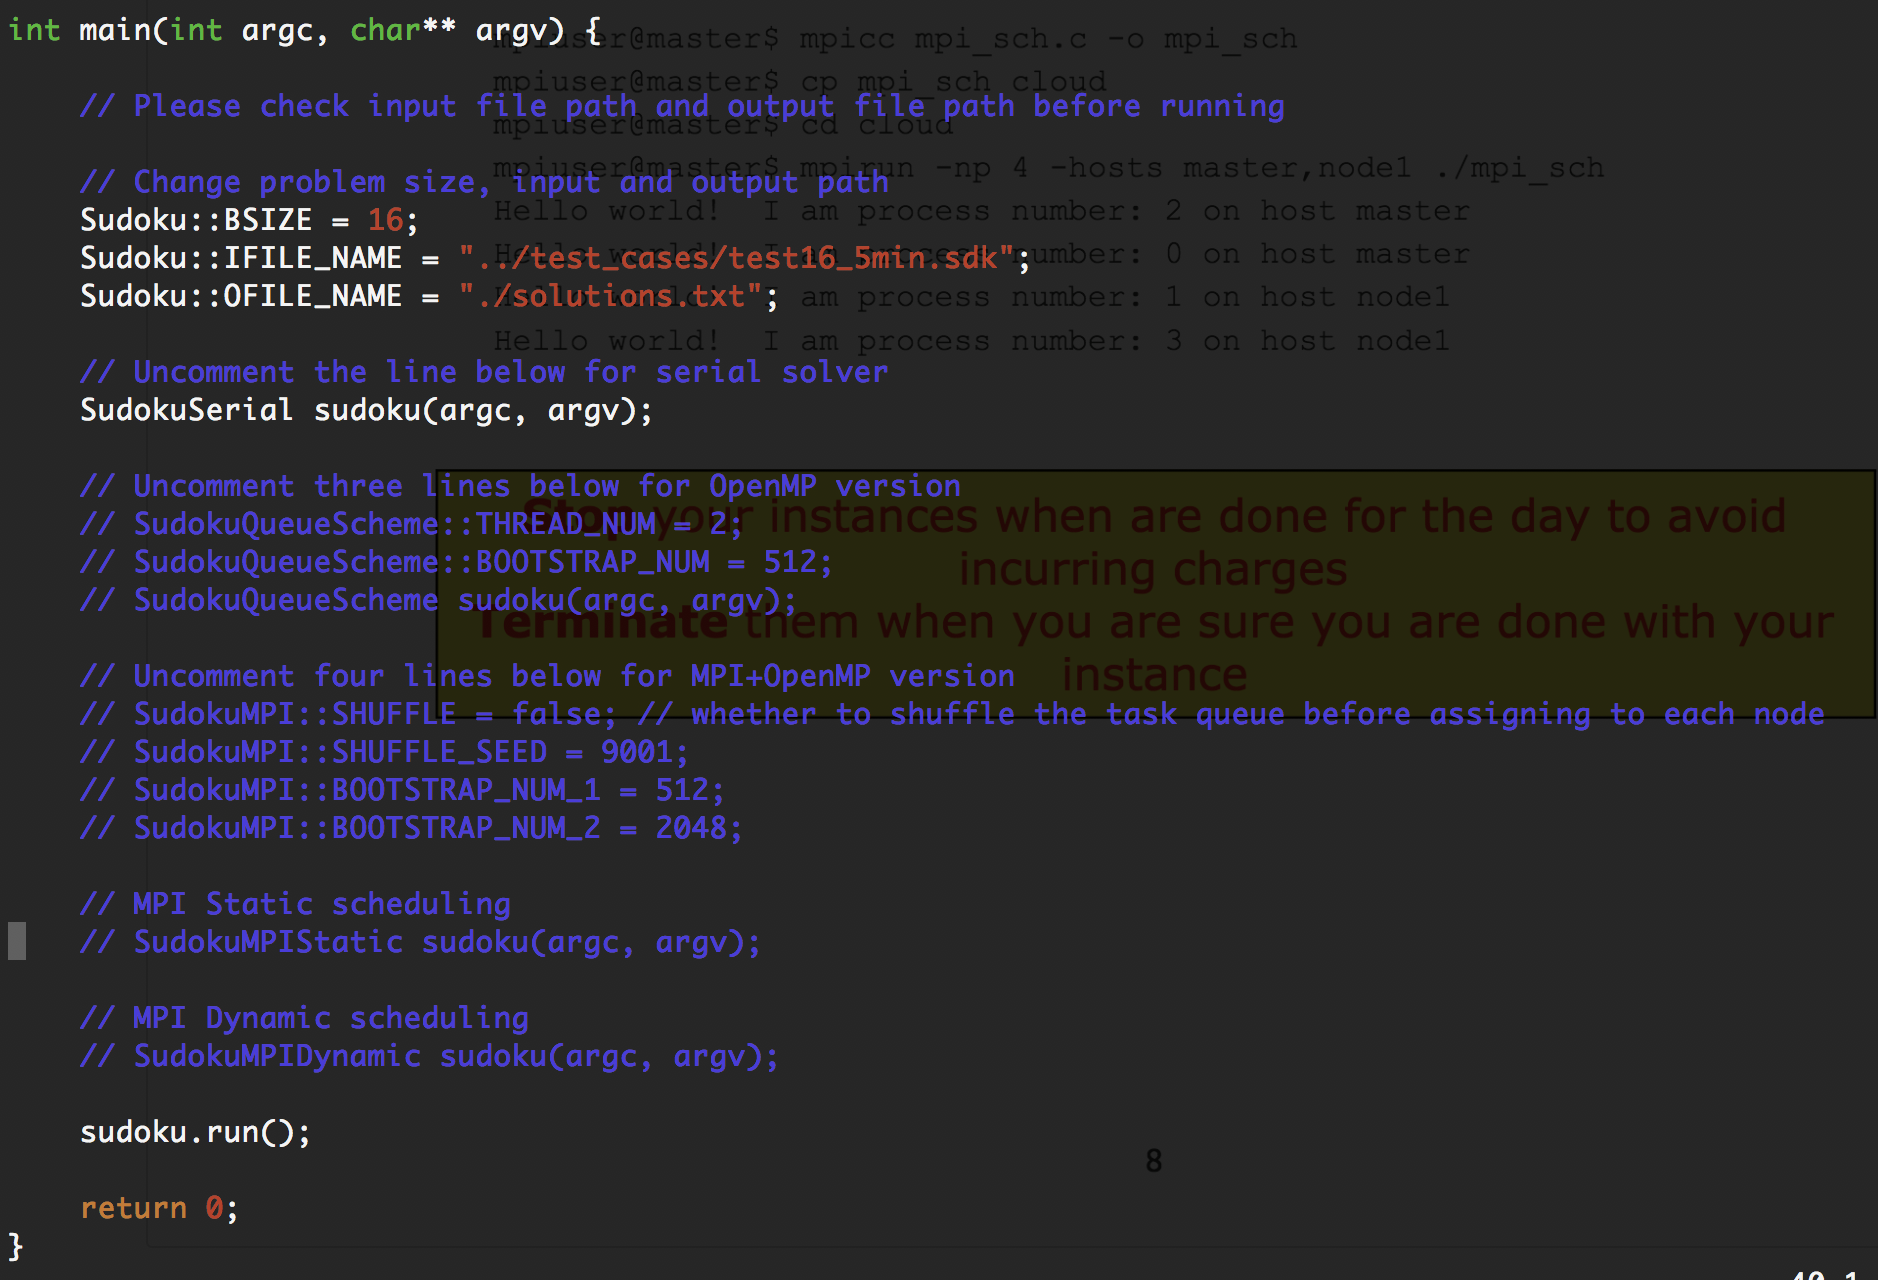 int main(int argc, char** argv) {
// Please check input file path and output file path before running
// Change problem size, input and output path
Sudoku::BSIZE = 16;
Sudoku::IFILE_NAME = "../test_cases/test16_5min.sdk";
Sudoku::OFILE_NAME = "./solutions.txt";
// Uncomment the line below for serial solver
SudokuSerial sudoku(argc, argv);
// Uncomment three lines below for OpenMP version
// SudokuQueueScheme::THREAD_NUM = 2;
// SudokuQueueScheme::BOOTSTRAP_NUM = 512;
// SudokuQueueScheme sudoku(argc, argv);
// Uncomment four lines below for MPI+OpenMP version
// SudokuMPI::SHUFFLE = false; // whether to shuffle the task queue before assigning to each node
// SudokuMPI::SHUFFLE_SEED = 9001;
// SudokuMPI::BOOTSTRAP_NUM_1 = 512;
// SudokuMPI::BOOTSTRAP_NUM_2 = 2048;
// MPI Static scheduling
// SudokuMPIStatic sudoku(argc, argv);
// MPI Dynamic scheduling
// SudokuMPIDynamic sudoku(argc, argv);
sudoku.run();
return 0;
}
mpiuser@master$ mpicc mpi_sch.c -o mpi_sch
mpiuser@master$ cp mpi_sch cloud
mpiuser@master$ cd cloud
mpiuser@master$ mpirun -np 4 -hosts master,node1 ./mpi_sch
Hello world! I am process number: 2 on host master
Hello world! I am process number: 0 on host master
Hello world! I am process number: 1 on host node1
Hello world! I am process number: 3 on host node1
Stop your instances when are done for the day to avoid
incurring charges
Terminate them when you are sure you are done with your
instance
8